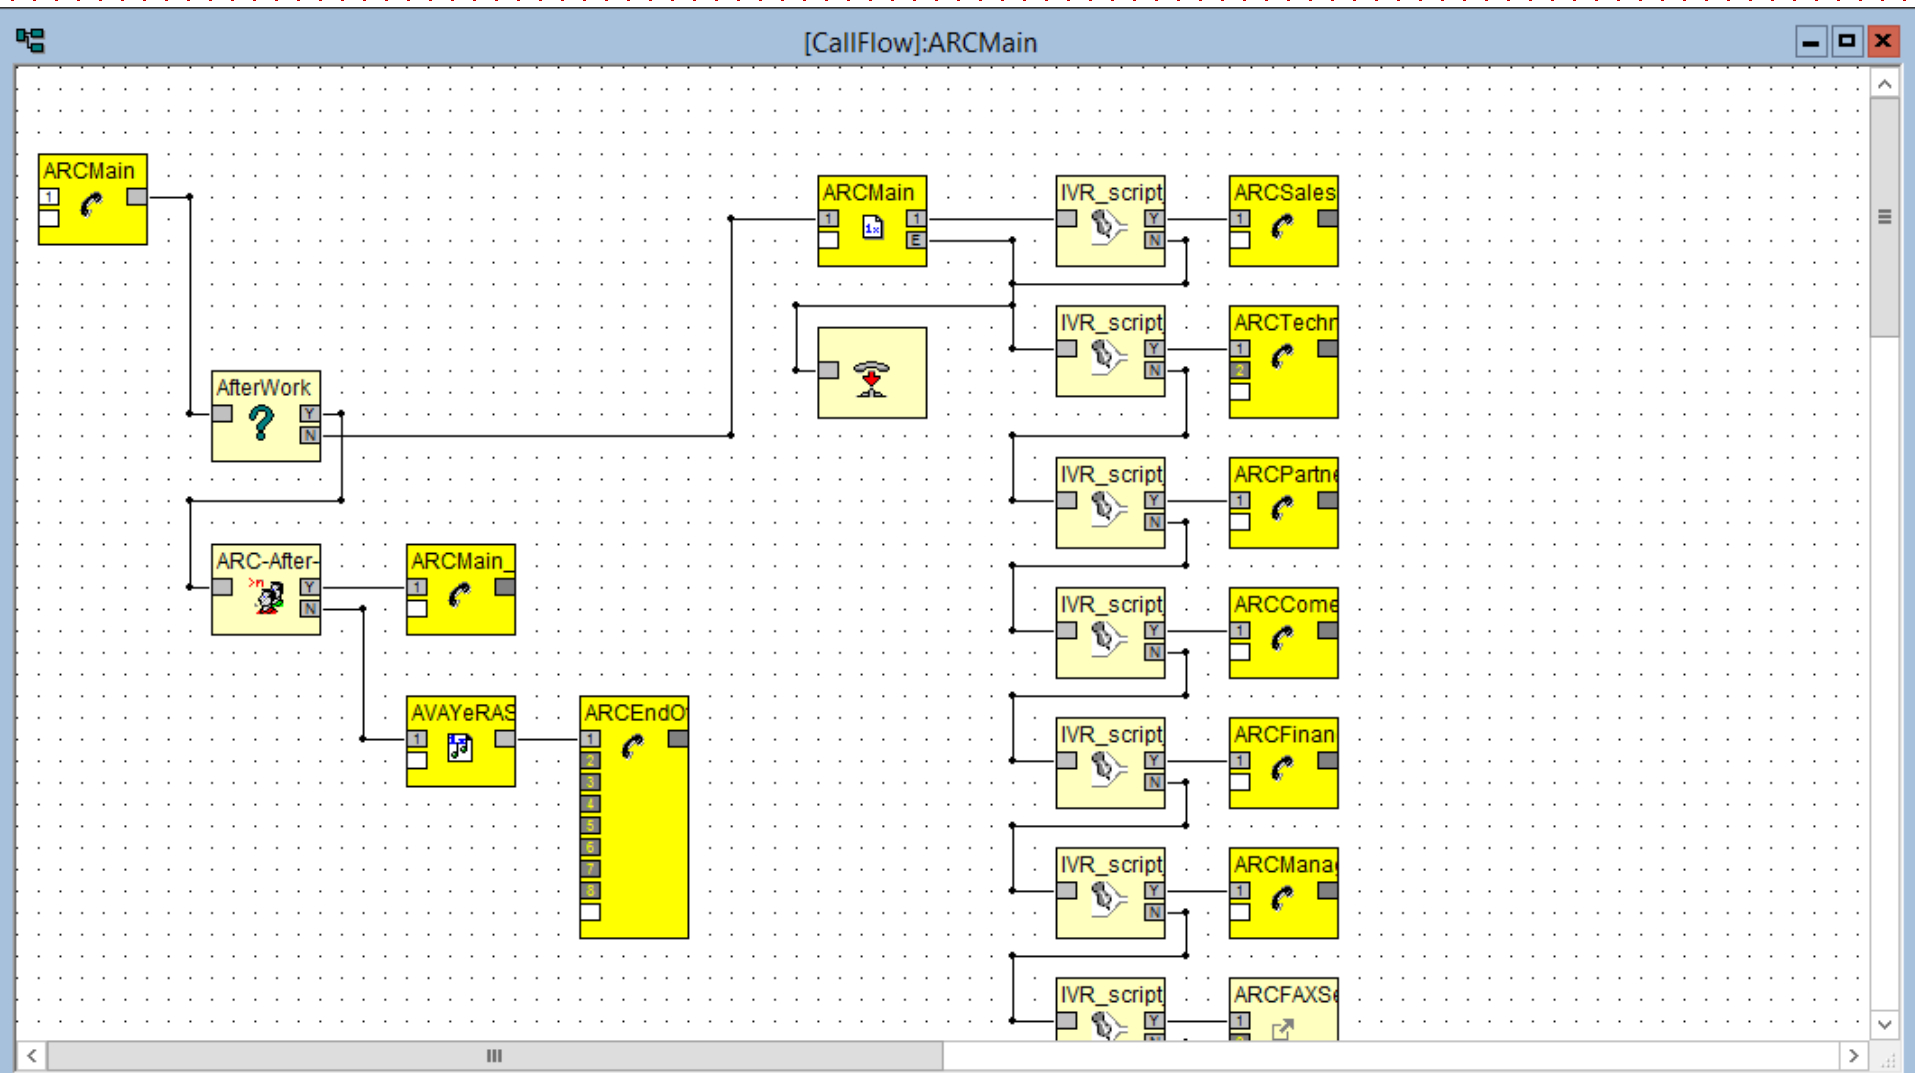 [CallFlow]:ARCMain
ARCMain
1
ARCMain
1 1
E
IVR_script
Y
N
ARCSales
1
IVR_script
Y
N
ARCTechn
1
2
AfterWork
?
Y
N
IVR_script
Y
N
ARCPartne
1
ARC-After-
>n
Y
N
ARCMain_
1
IVR_script
Y
N
ARCCome
1
AVAYeRAS
1
ARCEndO
1
2
3
4
5
6
7
8
IVR_script
Y
N
ARCFinan
1
IVR_script
Y
N
ARCMana
1
IVR_script
Y
ARCFAXSe
1